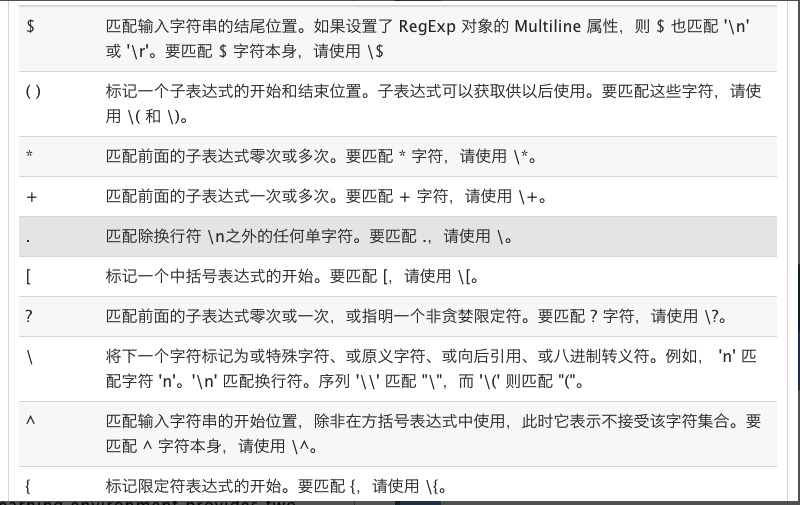 $ 匹配输入字符串的结尾位置。如果设置了 RegExp 对象的 Multiline 属性，则 $ 也匹配 '\n'
或 '\r'。要匹配 $ 字符本身，请使用 \$
( ) 标记一个子表达式的开始和结束位置。子表达式可以获取供以后使用。要匹配这些字符，请使
用 \( 和 \)。
* 匹配前面的子表达式零次或多次。要匹配 * 字符，请使用 \*。
+ 匹配前面的子表达式一次或多次。要匹配 + 字符，请使用 \+。
. 匹配除换行符 \n之外的任何单字符。要匹配 .，请使用 \。
[ 标记一个中括号表达式的开始。要匹配 [，请使用 \[。
? 匹配前面的子表达式零次或一次，或指明一个非贪婪限定符。要匹配 ? 字符，请使用 \?。
\ 将下一个字符标记为或特殊字符、或原义字符、或向后引用、或八进制转义符。例如， 'n' 匹
配字符 'n'。'\n' 匹配换行符。序列 '\\' 匹配 "\"，而 '\(' 则匹配 "("。
^ 匹配输入字符串的开始位置，除非在方括号表达式中使用，此时它表示不接受该字符集合。要
匹配 ^ 字符本身，请使用 \^。
{ 标记限定符表达式的开始。要匹配 {，请使用 \{。
environment provides two